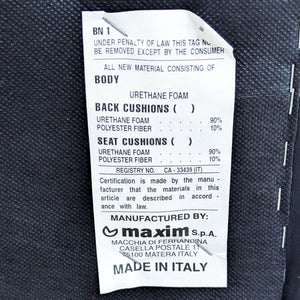 BN 1
UNDER PENALTY OF LAW THIS TAG NO
BE REMOVED EXCEPT BY THE CONSUMER
ALL NEW MATERIAL CONSISTING OF
BODY
URETHANE FOAM
BACK CUSHIONS ( )
URETHANE FOAM 90%
POLYESTER FIBER 10%
SEAT CUSHIONS ( )
URETHANE FOAM 90%
POLYESTER FIBER 10%
REGISTRY NO. CA - 33439 (IT)
Certification is made by the manu-
facturer that the materials in this
article are described in accord -
ance with law.
MANUFACTURED BY:
maxim S.P.A.
MACCHIA DI FERRANDINA
CASELLA POSTALE 11
75100 MATERA ITALY
MADE IN ITALY